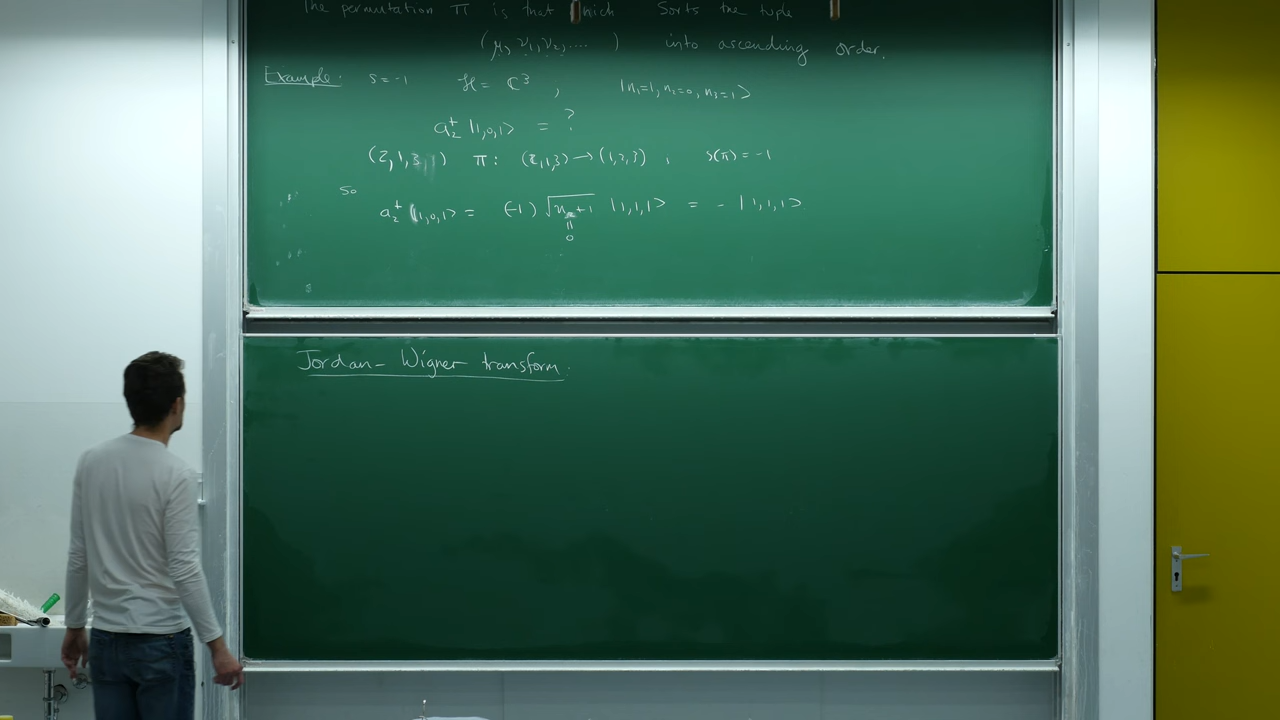 The permutation π is that which sorts the tuple
(μ, ν₁, ν₂, .... ) into ascending order.
Example: s = -1 ℋ = ℂ³ , |n₁=1, n₂=0, n₃=1>
a₂† |1,0,1> = ?
(2,1,3) π: (2,1,3) → (1,2,3) , s(π) = -1
so
a₂† |1,0,1> = (-1) √n₂+1 |1,1,1> = - |1,1,1>
||
0
Jordan-Wigner transform.